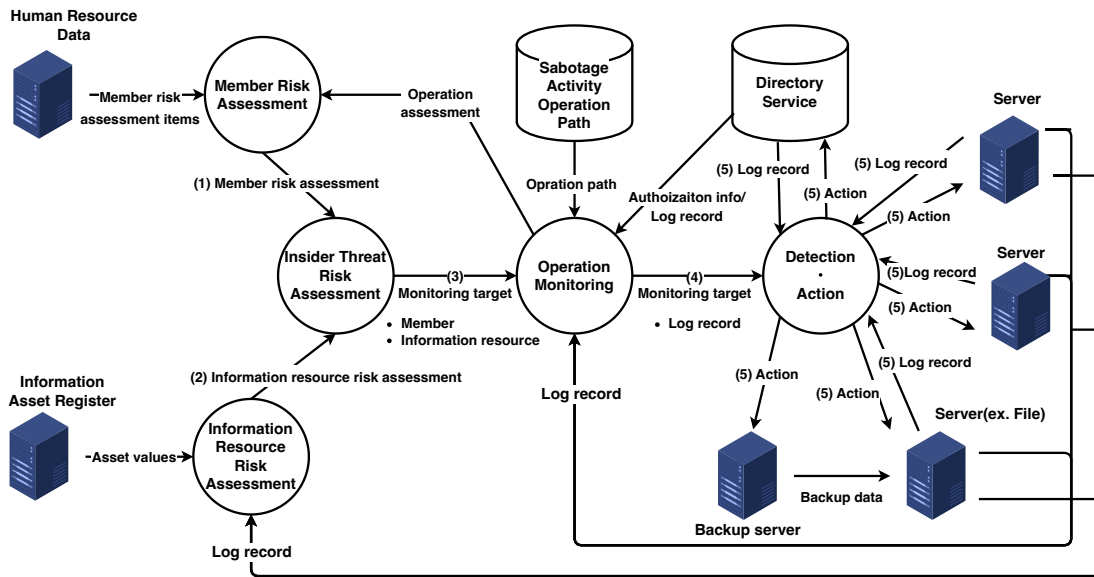 Human Resource
Data
Member risk
assessment items
Member Risk
Assessment
Operation
assessment
Sabotage
Activity
Operation
Path
Directory
Service
Server
(1) Member risk assessment
Opration path
Authoizaiton info/
Log record
(5) Log record
(5) Action
(5) Log record
(5) Action
Insider Threat
Risk
Assessment
(3)
Monitoring target
• Member
• Information resource
Operation
Monitoring
(4)
Monitoring target
• Log record
Detection
・
Action
Server
(5)Log record
(5) Action
(2) Information resource risk assessment
Information
Asset Register
Asset values
Information
Resource
Risk
Assessment
Log record
(5) Action
(5) Action
(5) Log record
Server(ex. File)
Backup data
Backup server
Log record